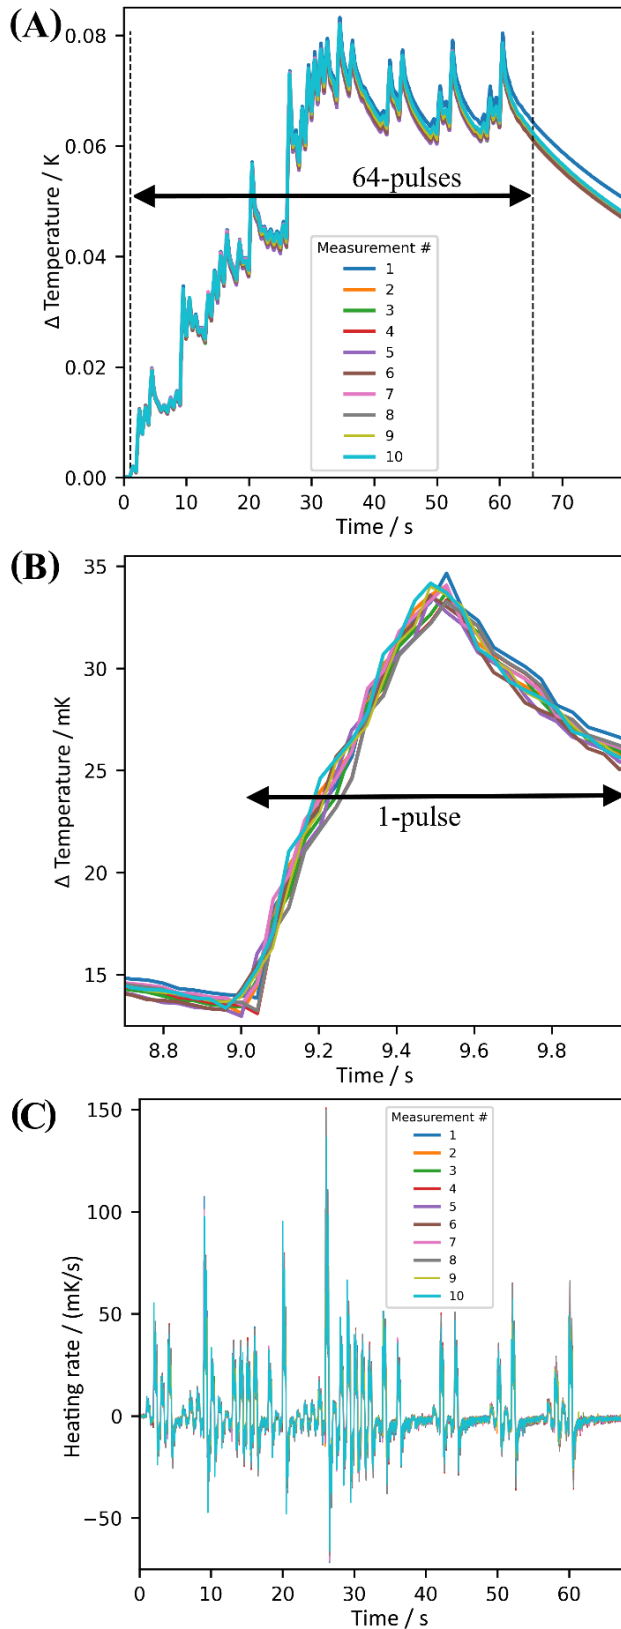 (A)
Δ Temperature / K
0.08
0.06
0.04
0.02
0.00
64-pulses
Measurement #
1
2
3
4
5
6
7
8
9
10
0 10 20 30 40 50 60 70
Time / s
(B)
Δ Temperature / mK
35
30
25
20
15
1-pulse
8.8 9.0 9.2 9.4 9.6 9.8
Time / s
(C)
Heating rate / (mK/s)
150
100
50
0
−50
Measurement #
1
2
3
4
5
6
7
8
9
10
0 10 20 30 40 50 60
Time / s